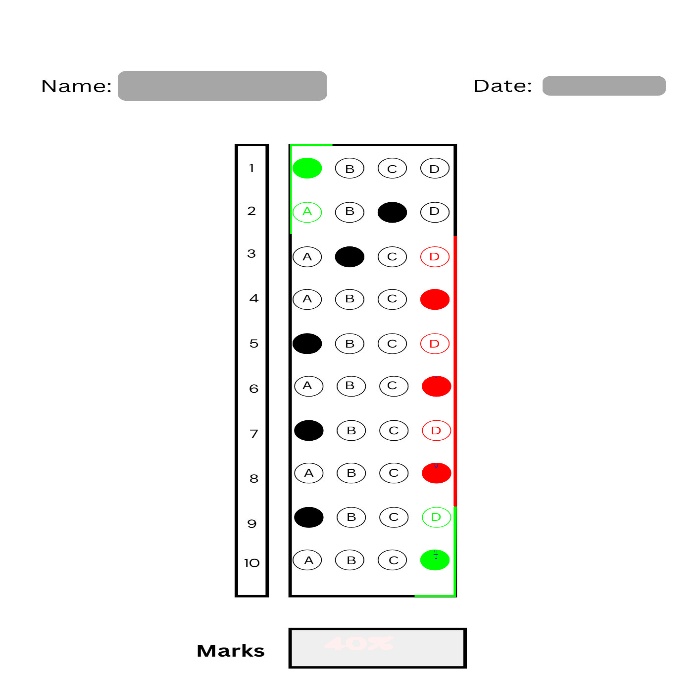 Name: Date:
1 B C D
2 A B D
3 A C D
4 A B C
5 B C D
6 A B C
7 B C D
8 A B C
9 B C D
10 A B C
Marks 40%